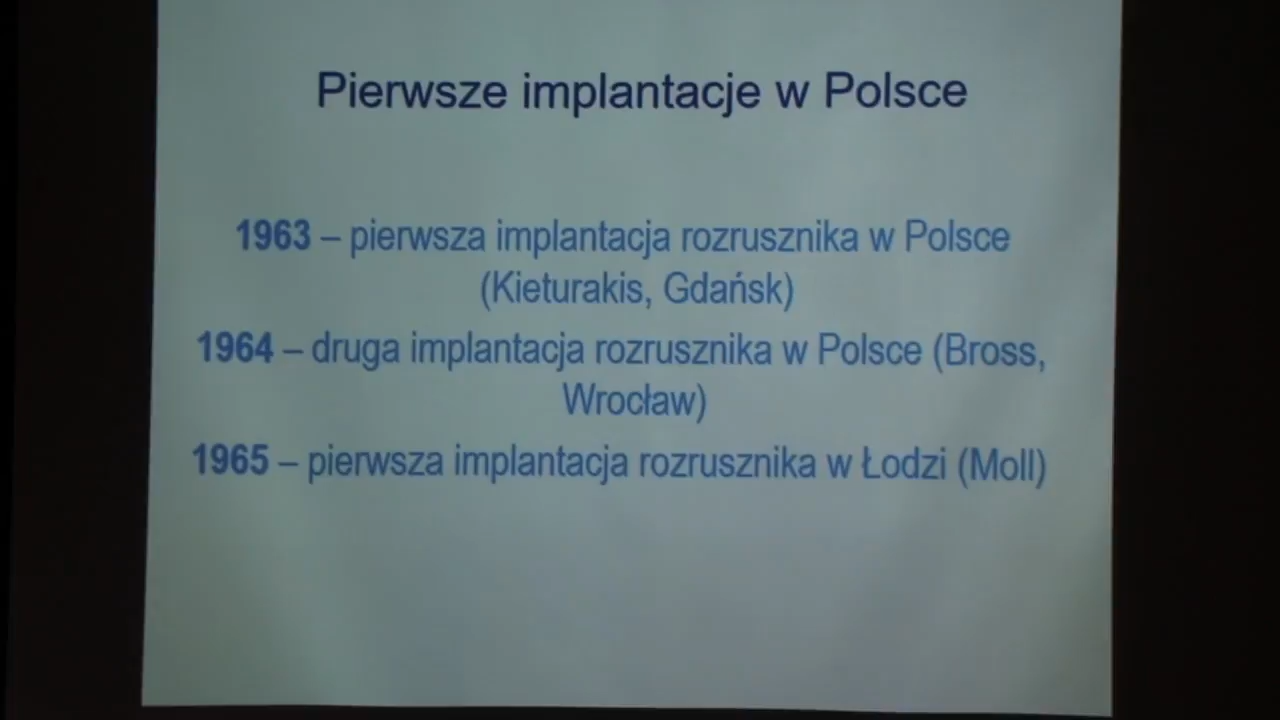 Pierwsze implantacje w Polsce
1963 – pierwsza implantacja rozrusznika w Polsce
(Kieturakis, Gdańsk)
1964 – druga implantacja rozrusznika w Polsce (Bross,
Wrocław)
1965 – pierwsza implantacja rozrusznika w Łodzi (Moll)